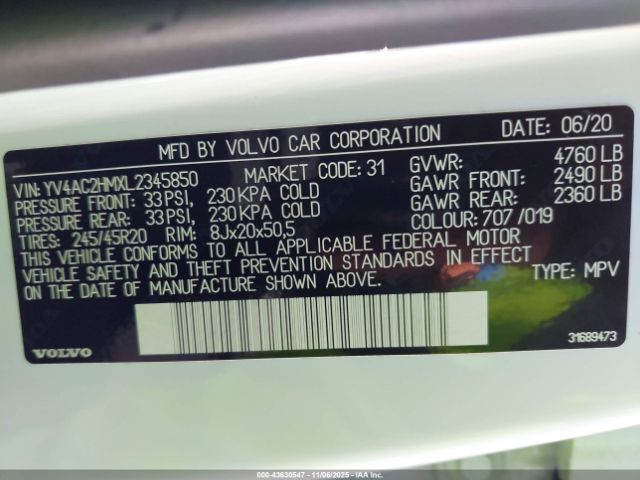 MFD BY VOLVO CAR CORPORATION DATE: 06/20
VIN: YV4AC2HMXL2345850 MARKET CODE: 31 GVWR: 4760 LB
PRESSURE FRONT: 33 PSI, 230 KPA COLD GAWR FRONT: 2490 LB
PRESSURE REAR: 33 PSI, 230 KPA COLD GAWR REAR: 2360 LB
TIRES: 245/45R20 RIM: 8Jx20x50,5 COLOUR: 707 /019
THIS VEHICLE CONFORMS TO ALL APPLICABLE FEDERAL MOTOR
VEHICLE SAFETY AND THEFT PREVENTION STANDARDS IN EFFECT
ON THE DATE OF MANUFACTURE SHOWN ABOVE. TYPE: MPV
VOLVO 31689473
000-43630547 - 11/06/2025 - IAAI Inc.